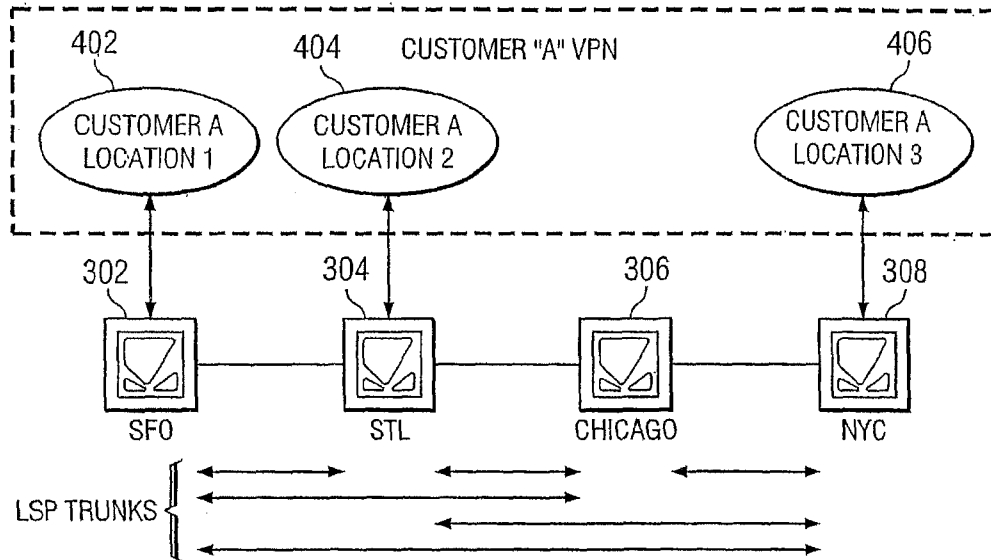 402
404
CUSTOMER "A" VPN
406
CUSTOMER A
LOCATION 1
CUSTOMER A
LOCATION 2
CUSTOMER A
LOCATION 3
302
304
306
308
SFO
STL
CHICAGO
NYC
LSP TRUNKS